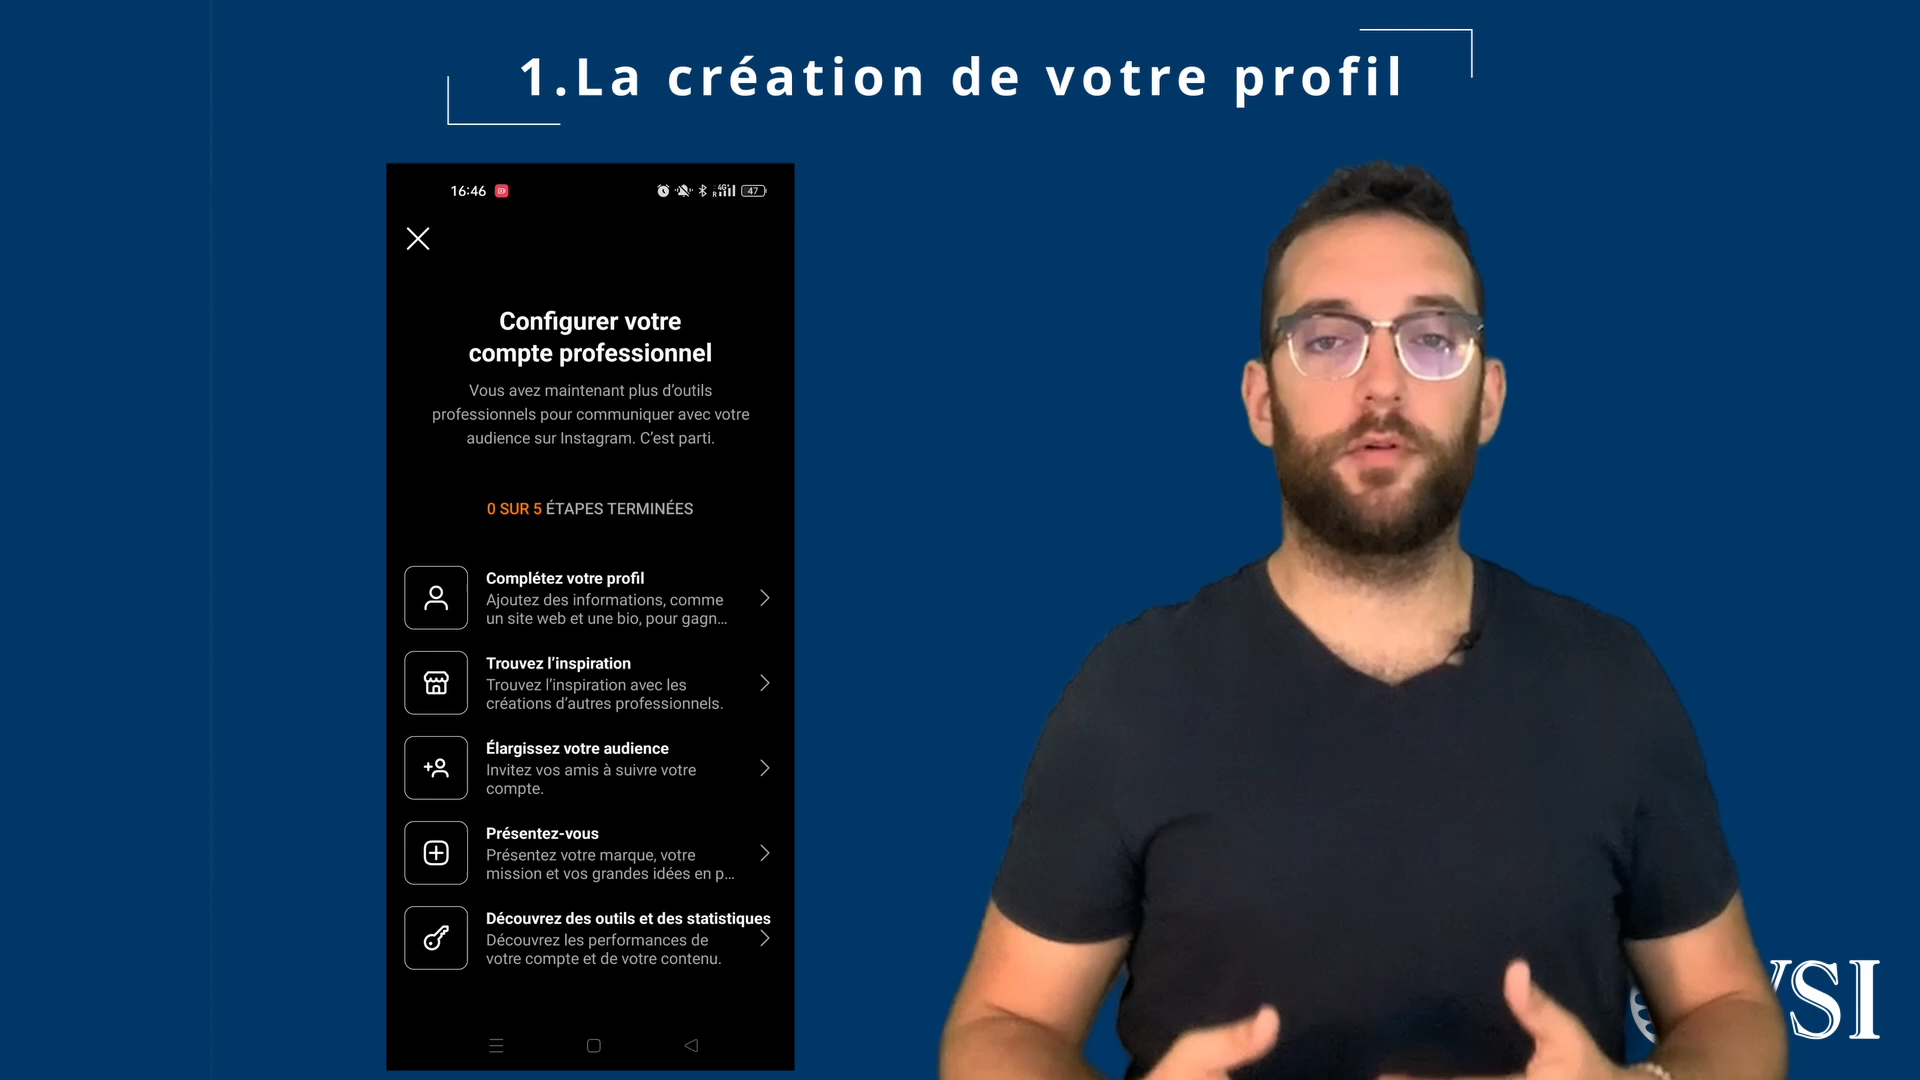 1.La création de votre profil
16:46
4G+
R
47
Configurer votre
compte professionnel
Vous avez maintenant plus d'outils
professionnels pour communiquer avec votre
audience sur Instagram. C'est parti.
0 SUR 5 ÉTAPES TERMINÉES
Complétez votre profil
Ajoutez des informations, comme
un site web et une bio, pour gagn...
Trouvez l'inspiration
Trouvez l'inspiration avec les
créations d'autres professionnels.
Élargissez votre audience
Invitez vos amis à suivre votre
compte.
Présentez-vous
Présentez votre marque, votre
mission et vos grandes idées en p...
Découvrez des outils et des statistiques
Découvrez les performances de
votre compte et de votre contenu.